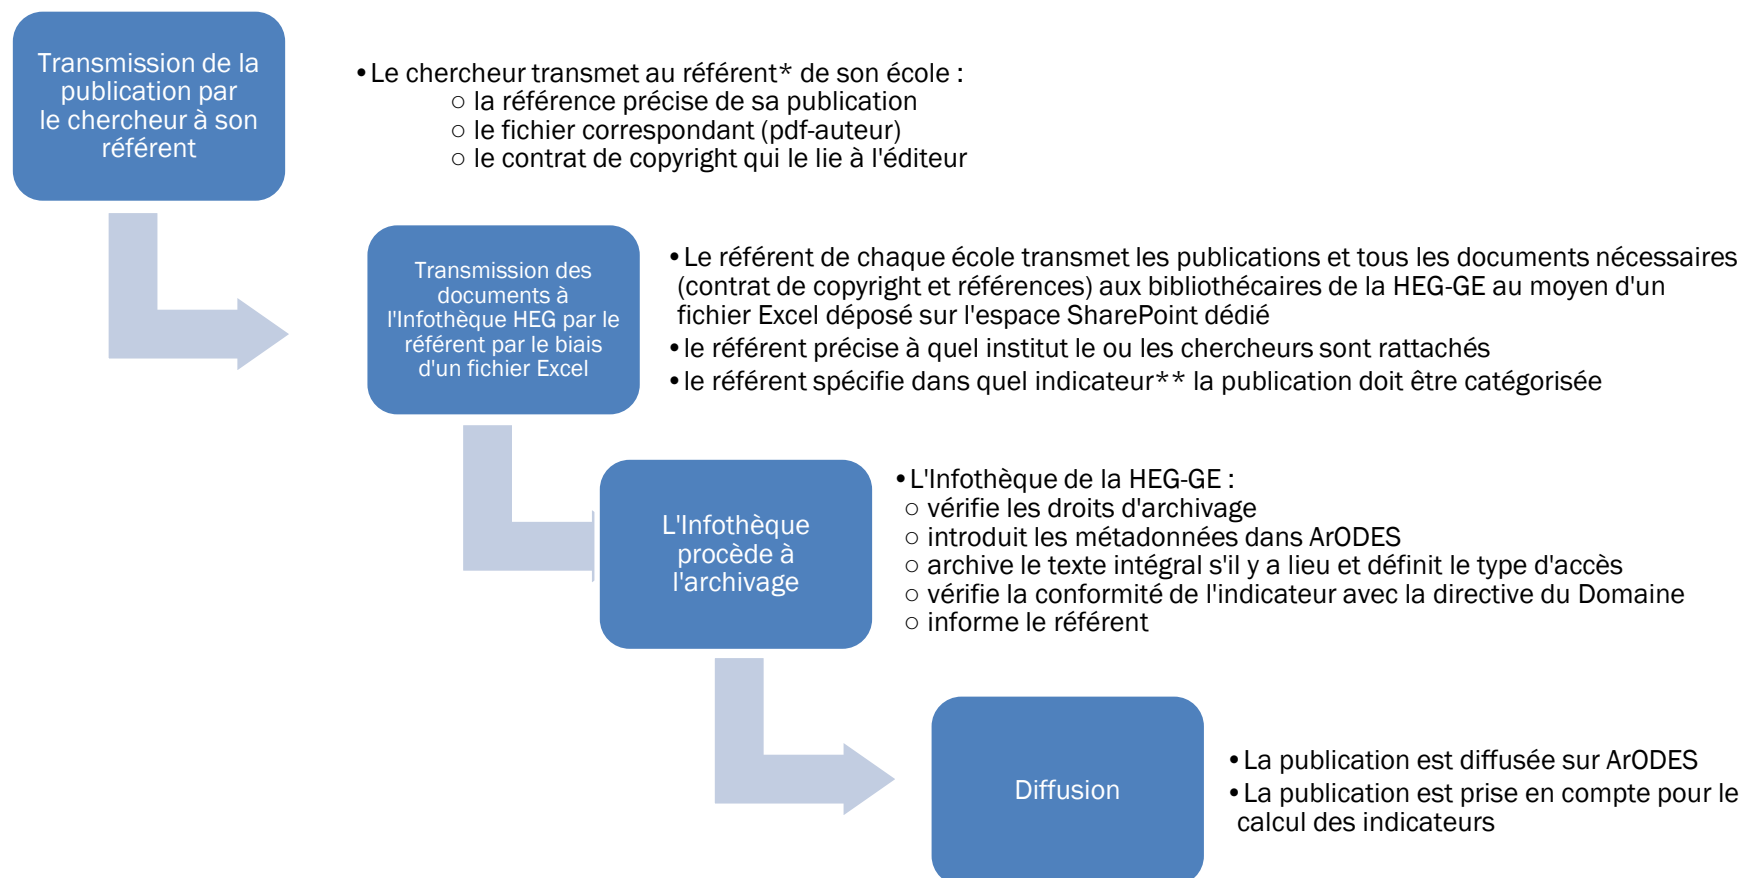 Transmission de la
publication par
le chercheur à son
référent
•Le chercheur transmet au référent* de son école :
○ la référence précise de sa publication
○ le fichier correspondant (pdf-auteur)
○ le contrat de copyright qui le lie à l'éditeur
Transmission des
documents à
l'Infothèque HEG par le
référent par le biais
d'un fichier Excel
•Le référent de chaque école transmet les publications et tous les documents nécessaires
(contrat de copyright et références) aux bibliothécaires de la HEG-GE au moyen d'un
fichier Excel déposé sur l'espace SharePoint dédié
•le référent précise à quel institut le ou les chercheurs sont rattachés
•le référent spécifie dans quel indicateur** la publication doit être catégorisée
L'Infothèque
procède à
l'archivage
•L'Infothèque de la HEG-GE :
○ vérifie les droits d'archivage
○ introduit les métadonnées dans ArODES
○ archive le texte intégral s'il y a lieu et définit le type d'accès
○ vérifie la conformité de l'indicateur avec la directive du Domaine
○ informe le référent
Diffusion
•La publication est diffusée sur ArODES
•La publication est prise en compte pour le
calcul des indicateurs